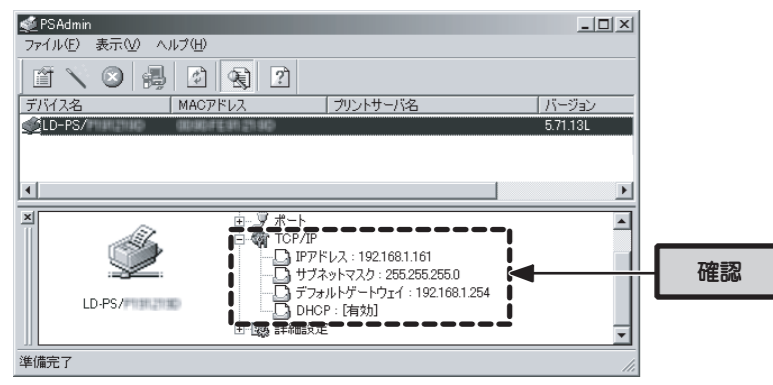 PSAdmin
ファイル(F) 表示(V) ヘルプ(H)
デバイス名 MACアドレス プリントサーバ名 バージョン
LD-PS/ 5.71.13L
ポート
TCP/IP
IPアドレス : 192.168.1.161
サブネットマスク : 255.255.255.0
デフォルトゲートウェイ : 192.168.1.254
DHCP : [有効]
詳細設定
LD-PS/
確認
準備完了